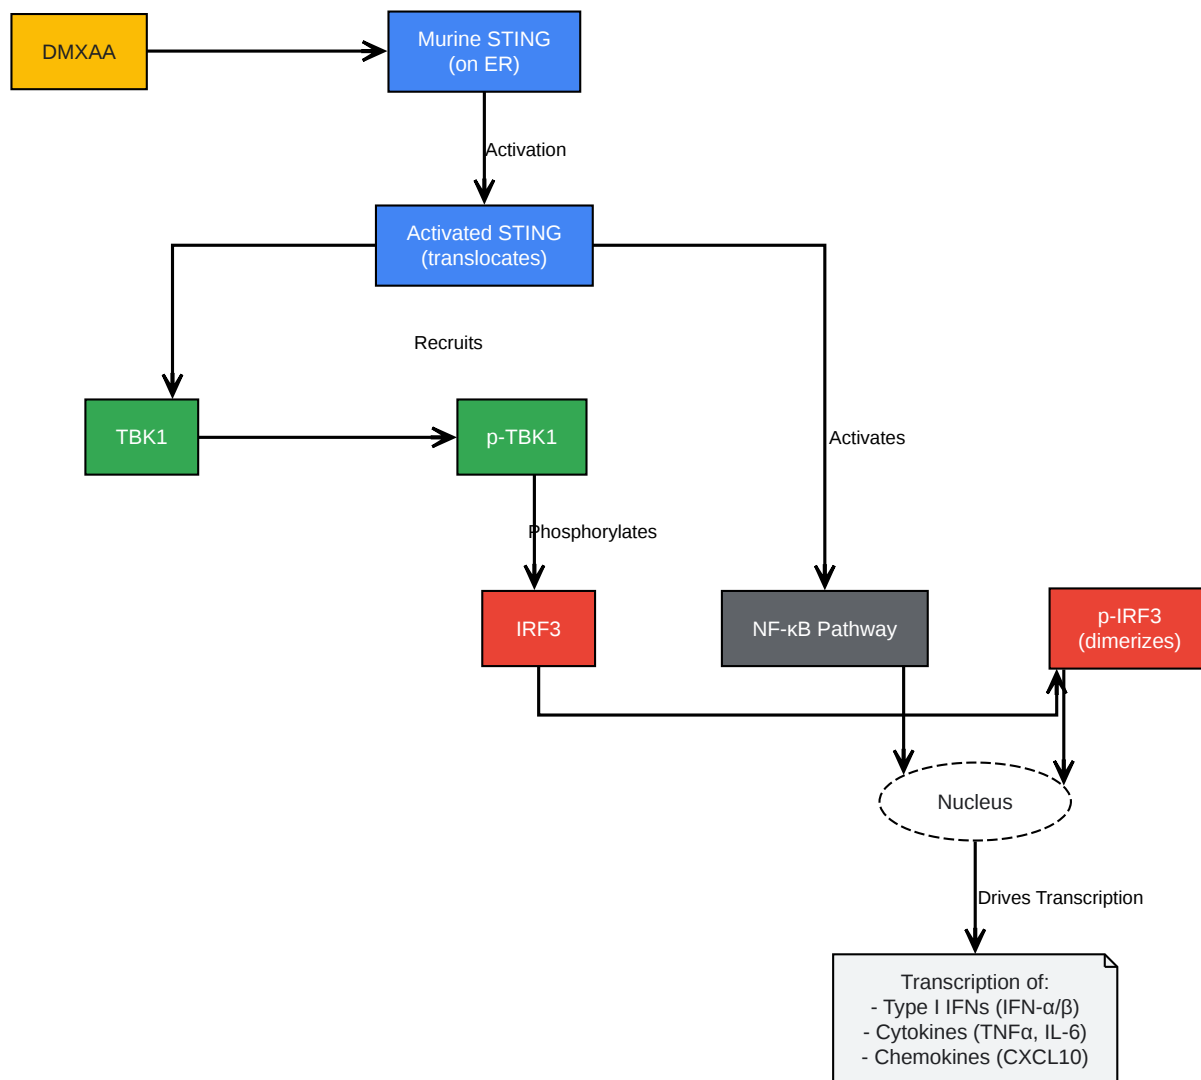 DMXAA
Murine STING
(on ER)
Activation
Activated STING
(translocates)
Recruits
TBK1
p-TBK1
Activates
Phosphorylates
IRF3
NF-κB Pathway
p-IRF3
(dimerizes)
Nucleus
Drives Transcription
Transcription of:
- Type I IFNs (IFN-α/β)
- Cytokines (TNFα, IL-6)
- Chemokines (CXCL10)